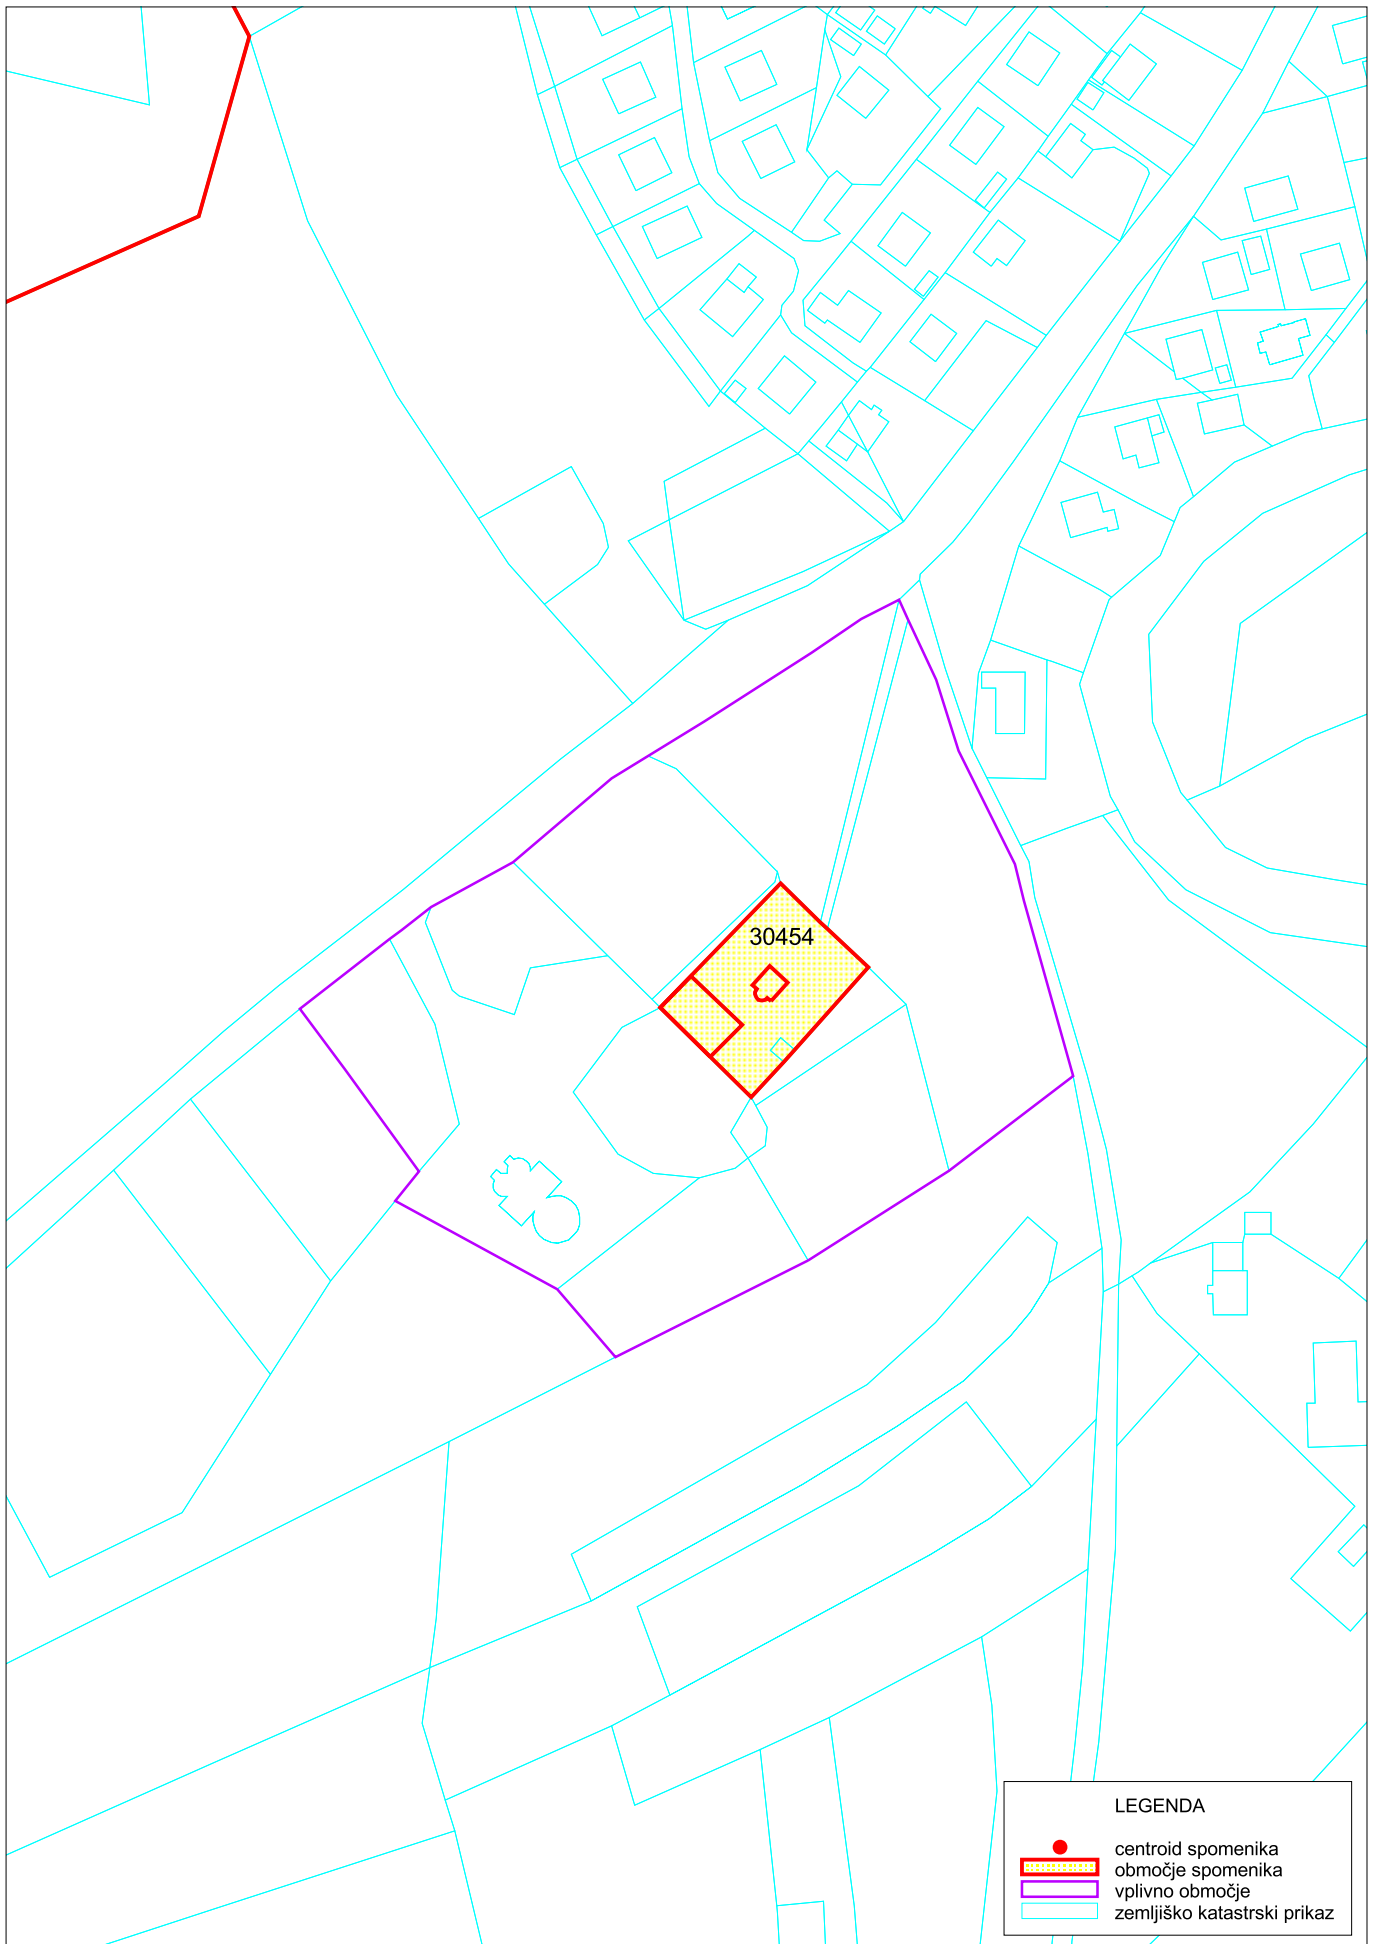 30454
LEGENDA
centroid spomenika
območje spomenika
vplivno območje
zemljiško katastrski prikaz